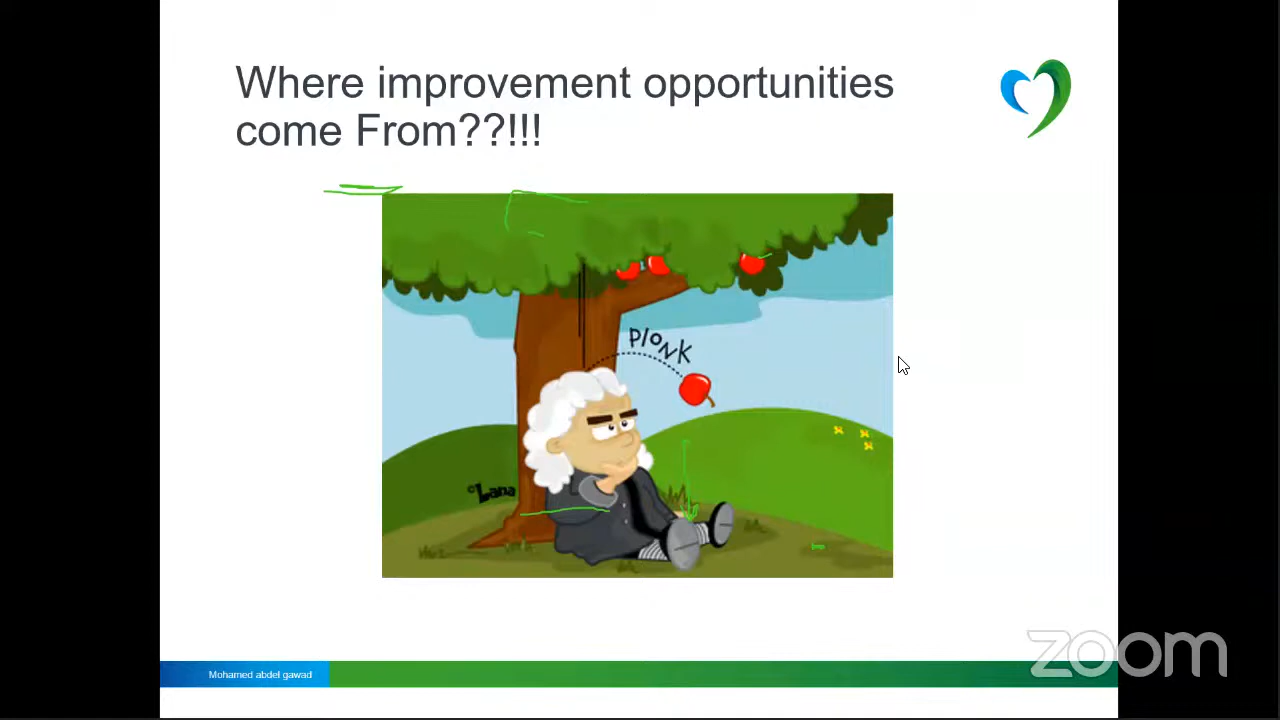 Where improvement opportunities
come From??!!!
PlONK
©Lana
Mohamed abdel gawad
zoom